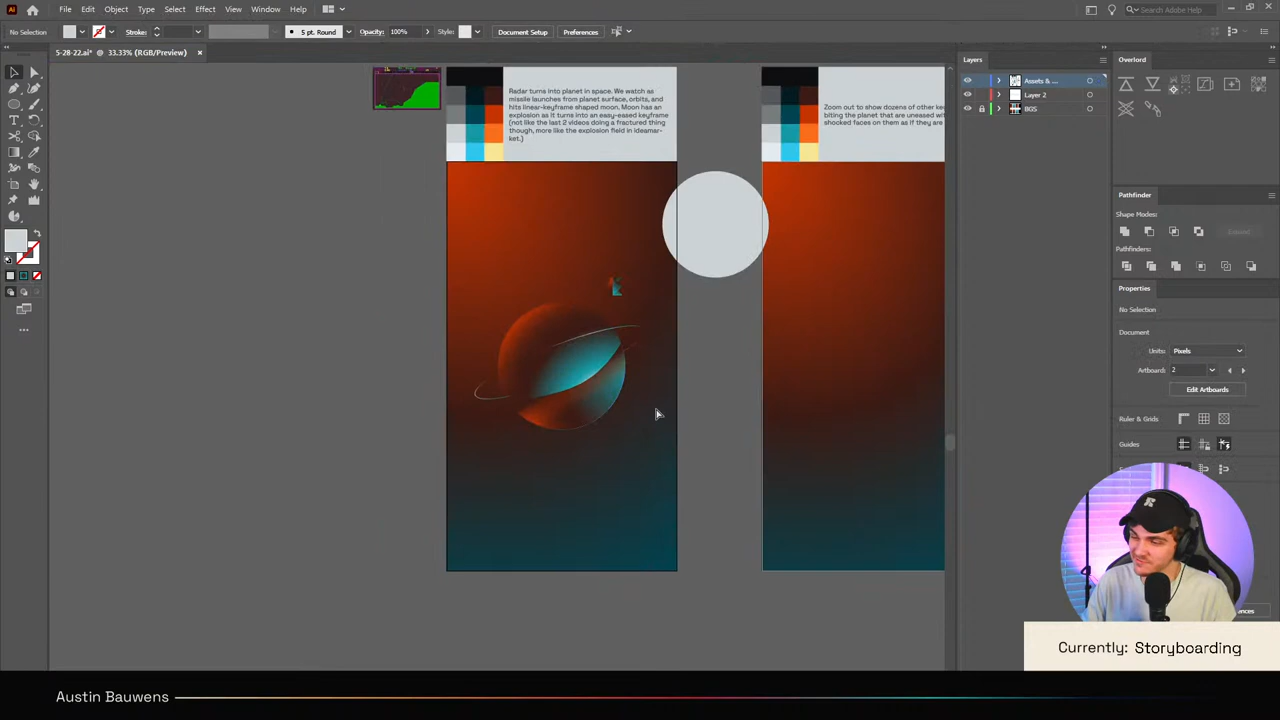 File Edit Object Type Select Effect View Window Help
Search Adobe Help
No Selection Stroke: 5 pt. Round Opacity: 100% Style: Document Setup Preferences
5-28-22.ai* @ 33.33% (RGB/Preview)
Radar turns into planet in space. We watch as
missile launches from planet surface, orbits, and
hits linear-keyframe shaped moon. Moon has an
explosion as it turns into an easy-eased keyframe
(not like the last 2 videos doing a fractured thing
though, more like the explosion field in ideamar-
ket.)
Zoom out to show dozens of other
biting the planet that are uneased
shocked faces on them as if they are
Layers
Assets & ...
Layer 2
BGS
Overlord
Pathfinder
Shape Modes:
Expand
Pathfinders:
Properties
No Selection
Document
Units: Pixels
Artboard: 2
Edit Artboards
Ruler & Grids
Guides
Currently: Storyboarding
Austin Bauwens